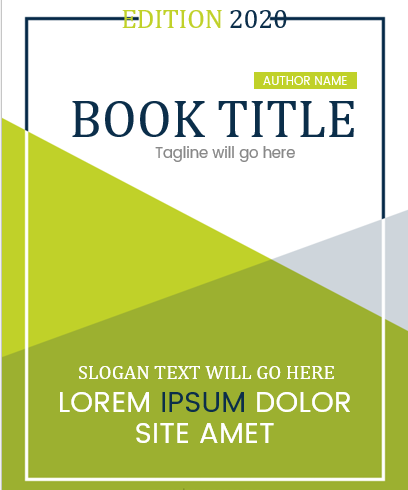 EDITION 2020
AUTHOR NAME
BOOK TITLE
Tagline will go here
SLOGAN TEXT WILL GO HERE
LOREM IPSUM DOLOR
SITE AMET